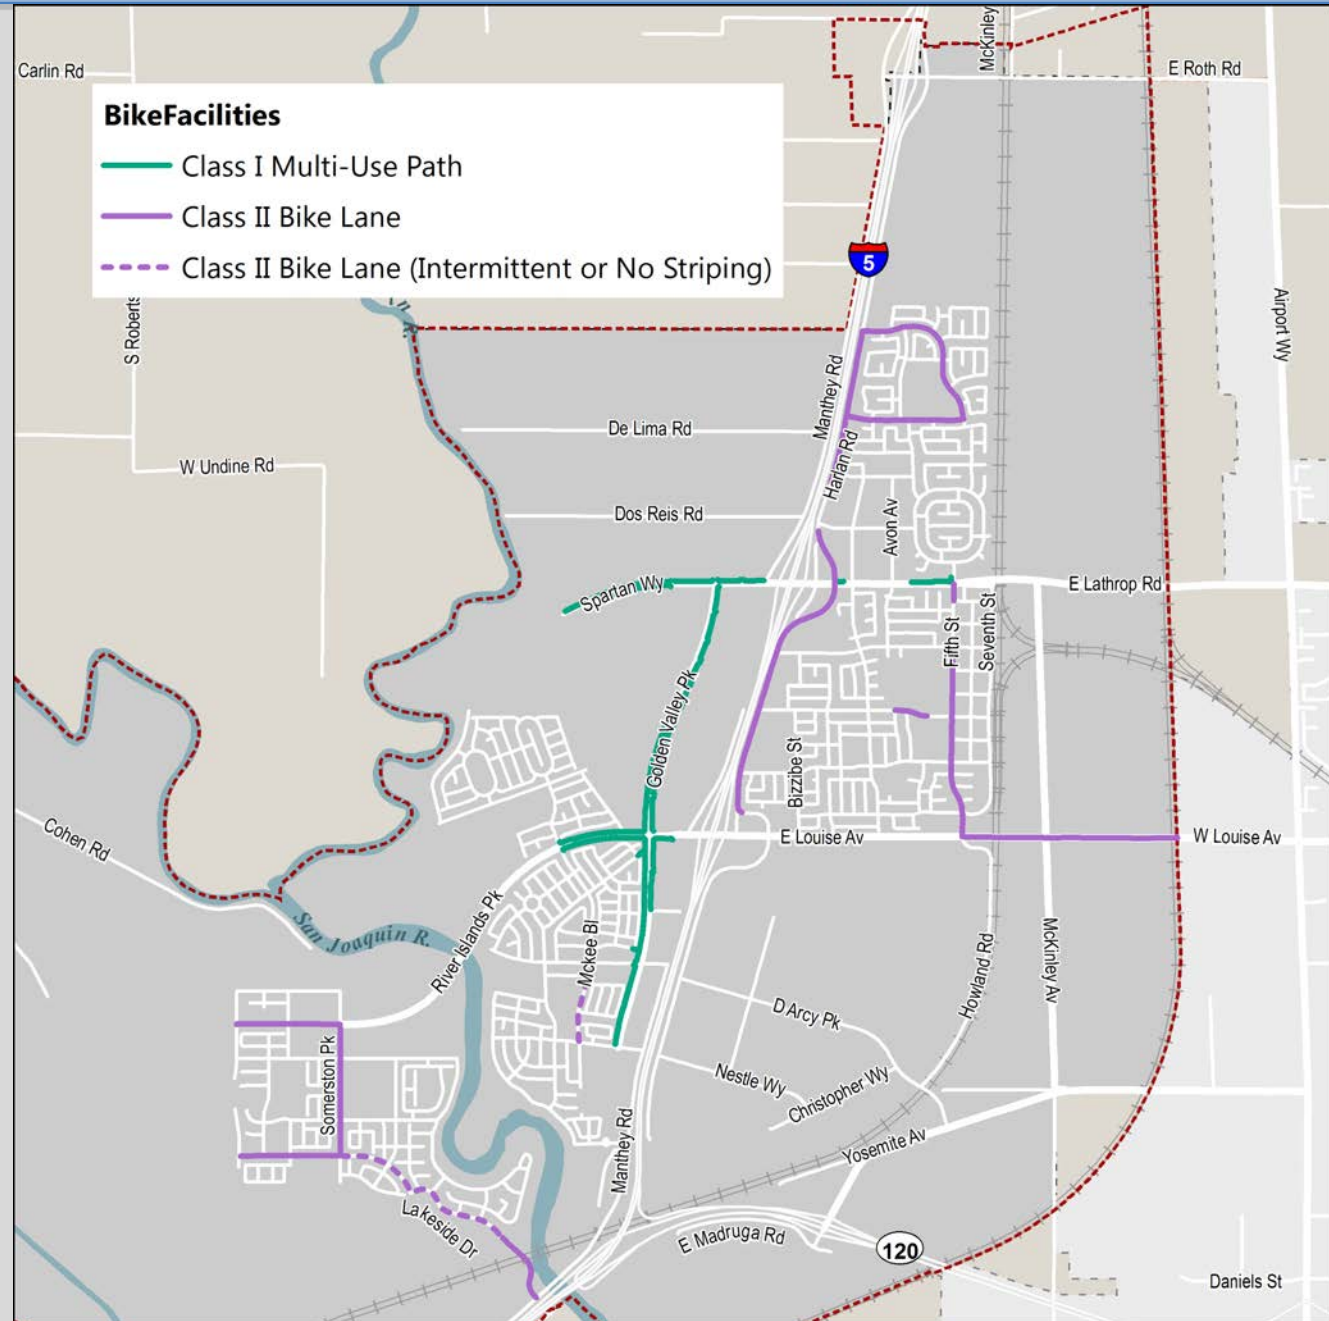 McKinley
Carlin Rd
E Roth Rd
BikeFacilities
Class I Multi-Use Path
Class II Bike Lane
Class II Bike Lane (Intermittent or No Striping)
5
S Roberts
n R.
Airport Wy
Manthey Rd
De Lima Rd
Harlan Rd
W Undine Rd
Dos Reis Rd
Avon Av
Spartan Wy
E Lathrop Rd
Fifth St
Seventh St
Golden Valley Pk
Bizzibe St
Cohen Rd
E Louise Av
W Louise Av
San Joaquin R.
River Islands Pk
Mckee Bl
Howland Rd
McKinley Av
D Arcy Pk
Somerston Pk
Nestle Wy
Christopher Wy
Manthey Rd
Yosemite Av
Lakeside Dr
E Madruga Rd
120
Daniels St